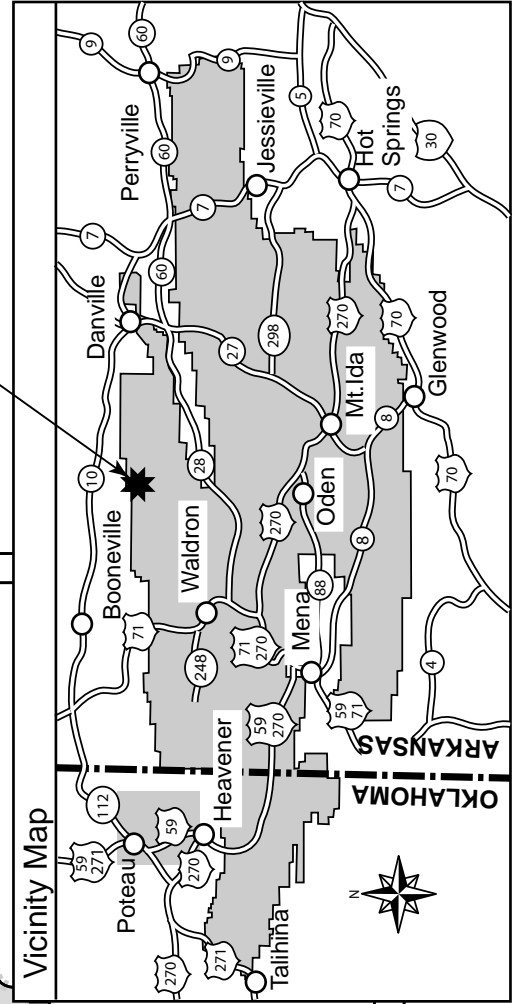 Vicinity Map
9
60
9
60
Perryville
5
70
Hot
Springs
30
Jessieville
7
7
7
60
Danville
298
270
70
27
Glenwood
Mt.Ida
8
10
28
Oden
70
270
8
Booneville
Waldron
88
71
Mena
71
270
248
4
59
71
59
270
ARKANSAS
OKLAHOMA
Heavener
112
59
59
271
270
Poteau
N
271
270
Talihina